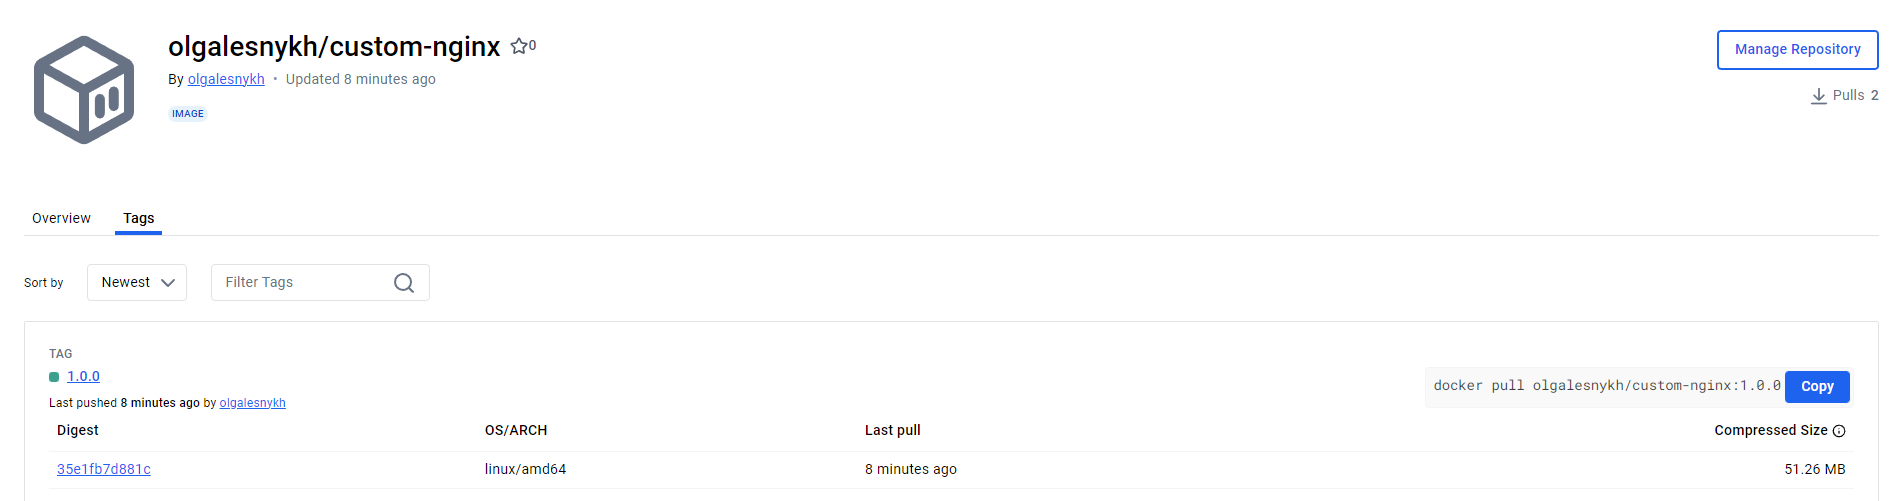 olgalesnykh/custom-nginx 0
Manage Repository
By olgalesnykh • Updated 8 minutes ago
Pulls 2
IMAGE
Overview Tags
Sort by Newest Filter Tags
TAG
1.0.0
docker pull olgalesnykh/custom-nginx:1.0.0 Copy
Last pushed 8 minutes ago by olgalesnykh
Digest OS/ARCH Last pull Compressed Size
35e1fb7d881c linux/amd64 8 minutes ago 51.26 MB